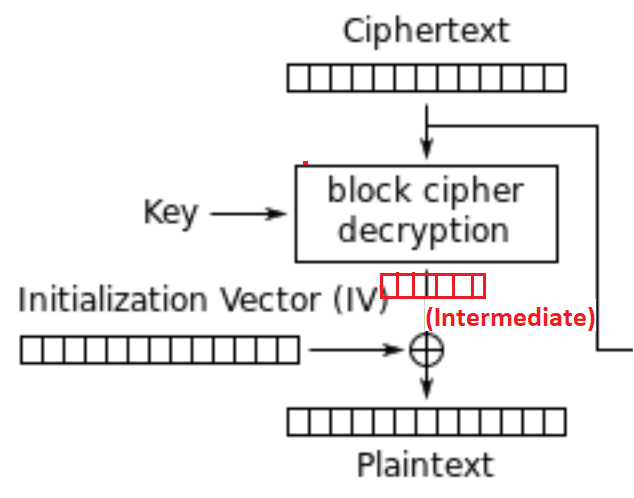 Ciphertext
block cipher
decryption
Key
Initialization Vector (IV)
(Intermediate)
Plaintext